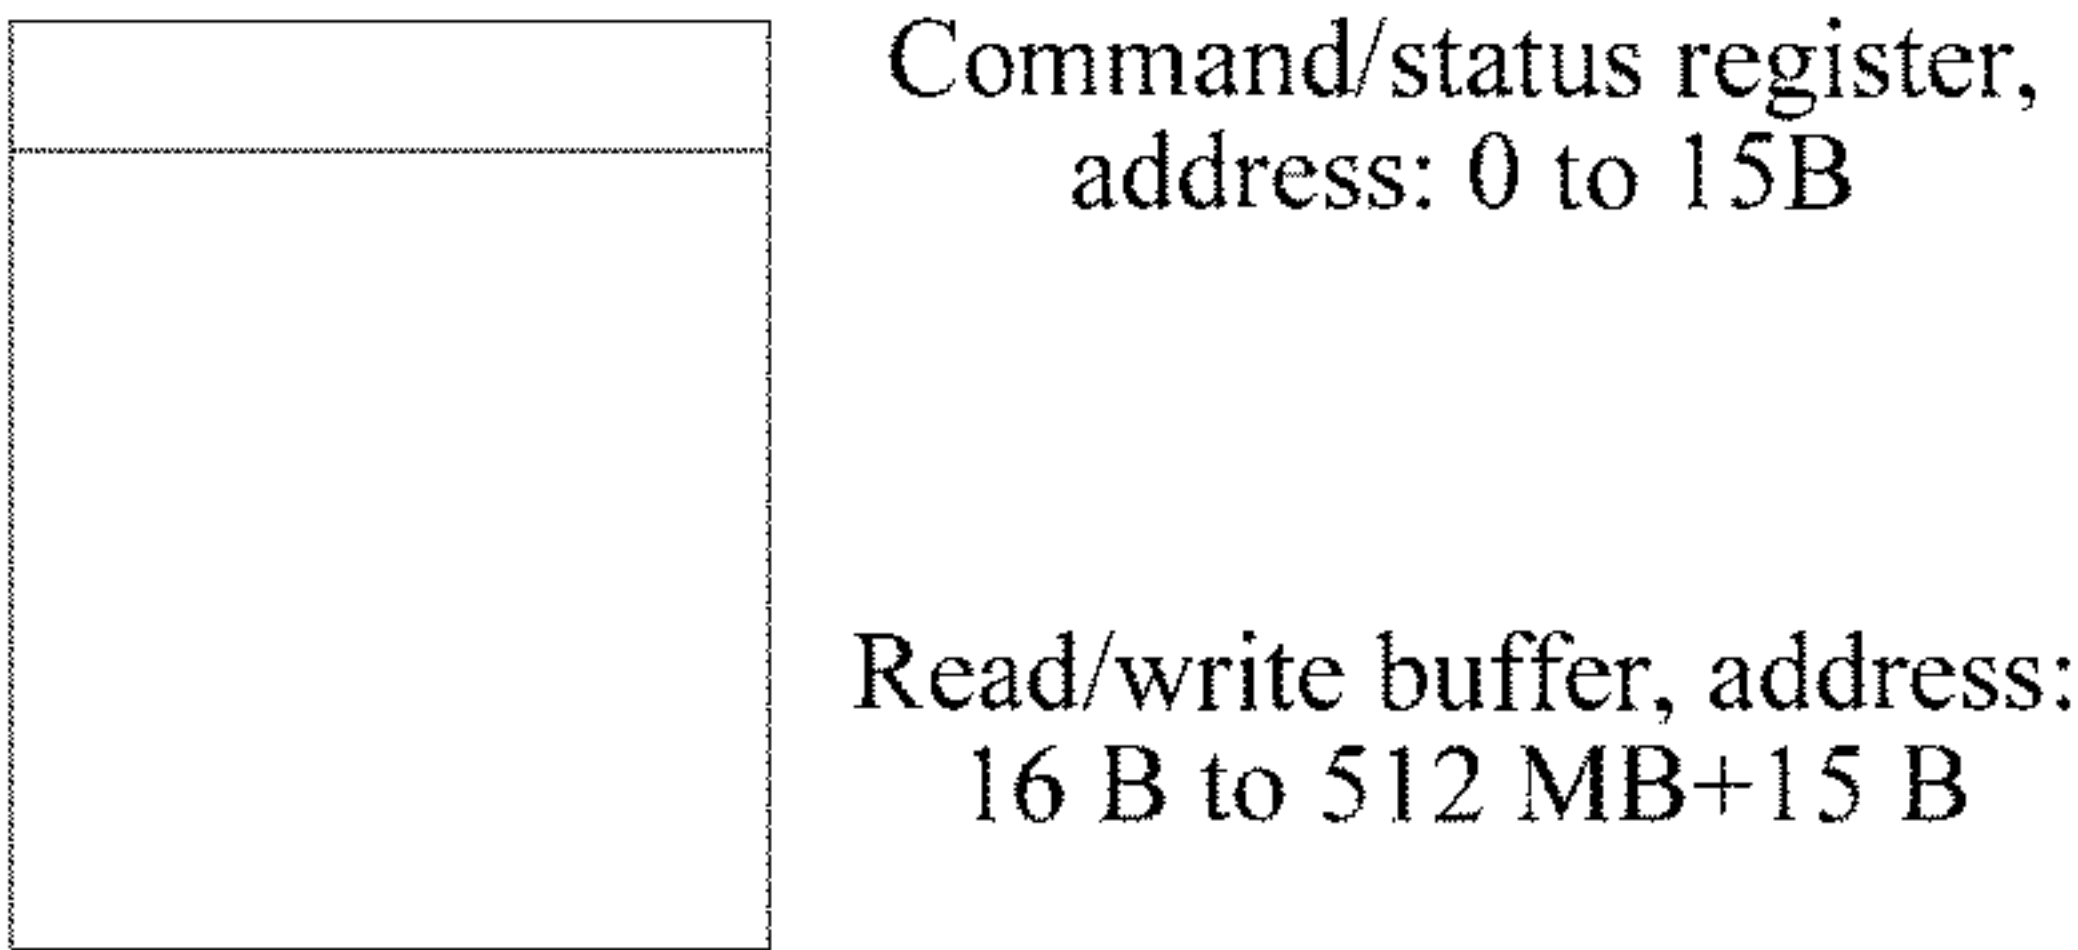 Command/status register,
address: 0 to 15B
Read/write buffer, address:
16 B to 512 MB+15 B